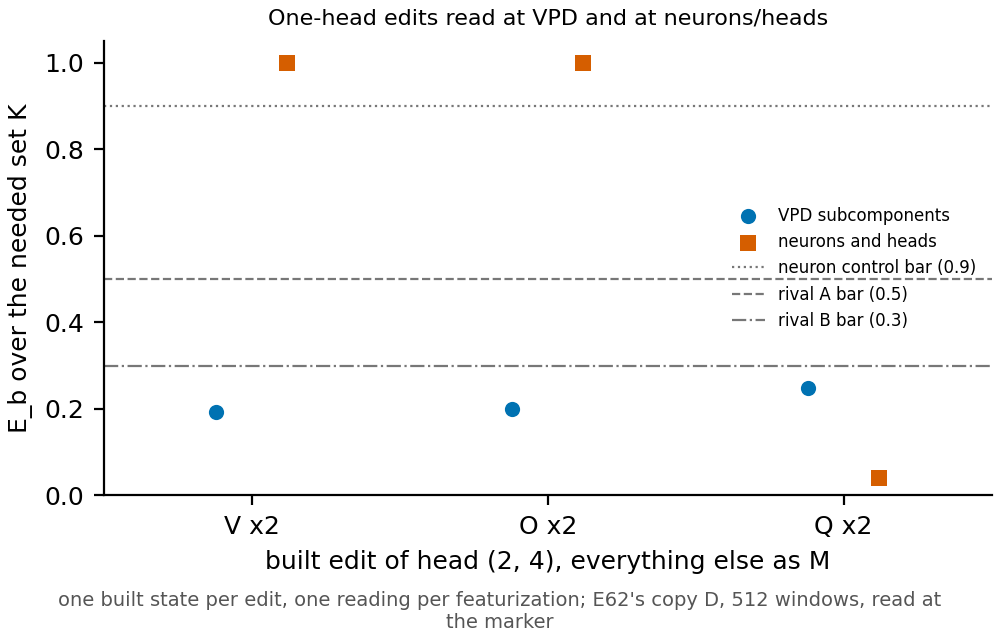 One-head edits read at VPD and at neurons/heads
E_b over the needed set K
1.0
0.8
0.6
0.4
0.2
0.0
VPD subcomponents
neurons and heads
neuron control bar (0.9)
rival A bar (0.5)
rival B bar (0.3)
V x2
O x2
Q x2
built edit of head (2, 4), everything else as M
one built state per edit, one reading per featurization; E62's copy D, 512 windows, read at
the marker